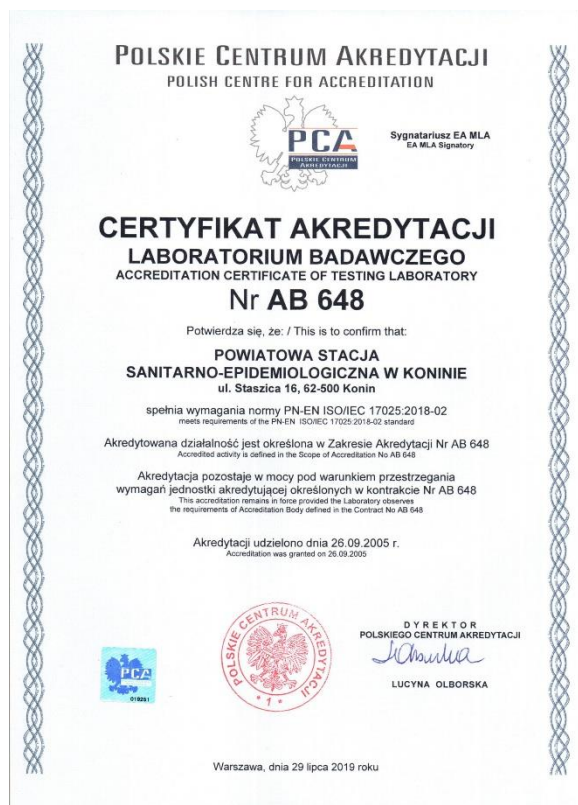 POLSKIE CENTRUM AKREDYTACJI
POLISH CENTRE FOR ACCREDITATION
PCA
POLSKIE CENTRUM
AKREDYTACJI
Sygnatariusz EA MLA
EA MLA Signatory
CERTYFIKAT AKREDYTACJI
LABORATORIUM BADAWCZEGO
ACCREDITATION CERTIFICATE OF TESTING LABORATORY
Nr AB 648
Potwierdza się, że: / This is to confirm that:
POWIATOWA STACJA
SANITARNO-EPIDEMIOLOGICZNA W KONINIE
ul. Staszica 16, 62-500 Konin
spełnia wymagania normy PN-EN ISO/IEC 17025:2018-02
meets requirements of the PN-EN ISO/IEC 17025:2018-02 standard
Akredytowana działalność jest określona w Zakresie Akredytacji Nr AB 648
Accredited activity is defined in the Scope of Accreditation No AB 648
Akredytacja pozostaje w mocy pod warunkiem przestrzegania
wymagań jednostki akredytującej określonych w kontrakcie Nr AB 648
This accreditation remains in force provided the Laboratory observes
the requirements of Accreditation Body defined in the Contract No AB 648
Akredytacji udzielono dnia 26.09.2005 r.
Accreditation was granted on 26.09.2005
POLSKIE CENTRUM AKREDYTACJI
* 1 *
DYREKTOR
POLSKIEGO CENTRUM AKREDYTACJI
LUCYNA OLBORSKA
PCA
019251
Warszawa, dnia 29 lipca 2019 roku